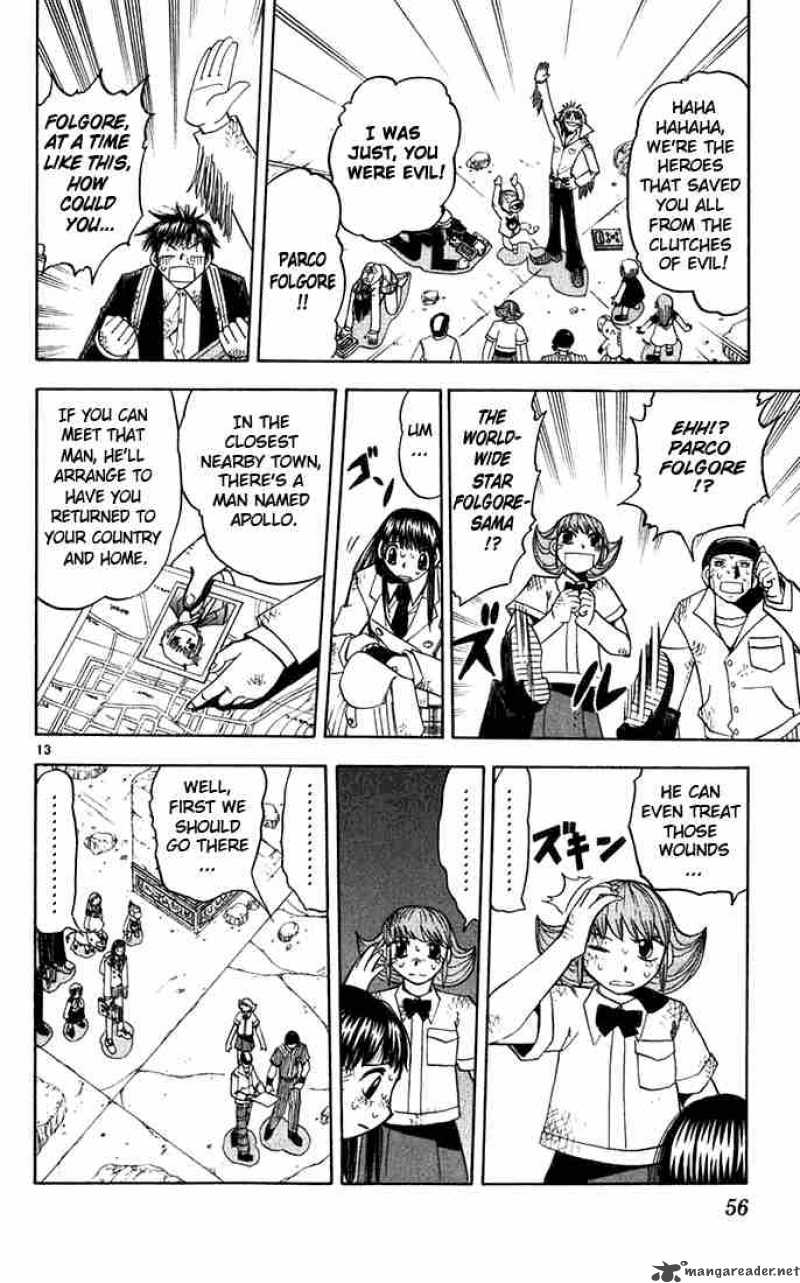 HAHA
HAHAHA,
WE'RE THE
HEROES
THAT SAVED
YOU ALL
FROM THE
CLUTCHES
OF EVIL!
I WAS
JUST, YOU
WERE EVIL!
PARCO
FOLGORE
!!
FOLGORE,
AT A TIME
LIKE THIS,
HOW
COULD
YOU...
EHH!?
PARCO
FOLGORE
!?
THE
WORLD-
WIDE
STAR
FOLGORE-
SAMA
!?
ズルッ
UM
...
ゴン
IN THE
CLOSEST
NEARBY TOWN,
THERE'S A
MAN NAMED
APOLLO.
IF YOU CAN
MEET THAT
MAN, HE'LL
ARRANGE TO
HAVE YOU
RETURNED TO
YOUR COUNTRY
AND HOME.
13
HE CAN
EVEN TREAT
THOSE
WOUNDS
...
ズキン
.........
.........
WELL,
FIRST WE
SHOULD
GO THERE
...
.........
56
mangareader.net